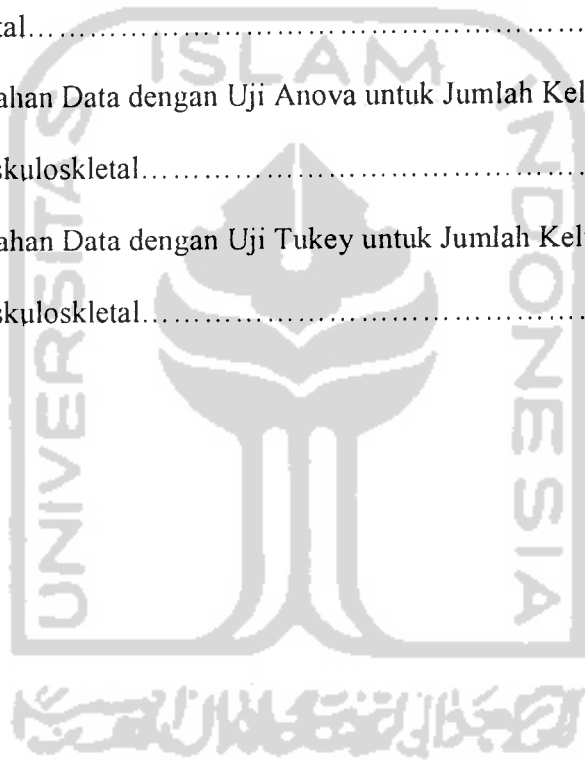 tal..........................................................
ISLAM
ahan Data dengan Uji Anova untuk Jumlah Kel
skuloskletal.............................................
ahan Data dengan Uji Tukey untuk Jumlah Kel
skuloskletal.............................................
UNIVERSITAS
INDONESIA